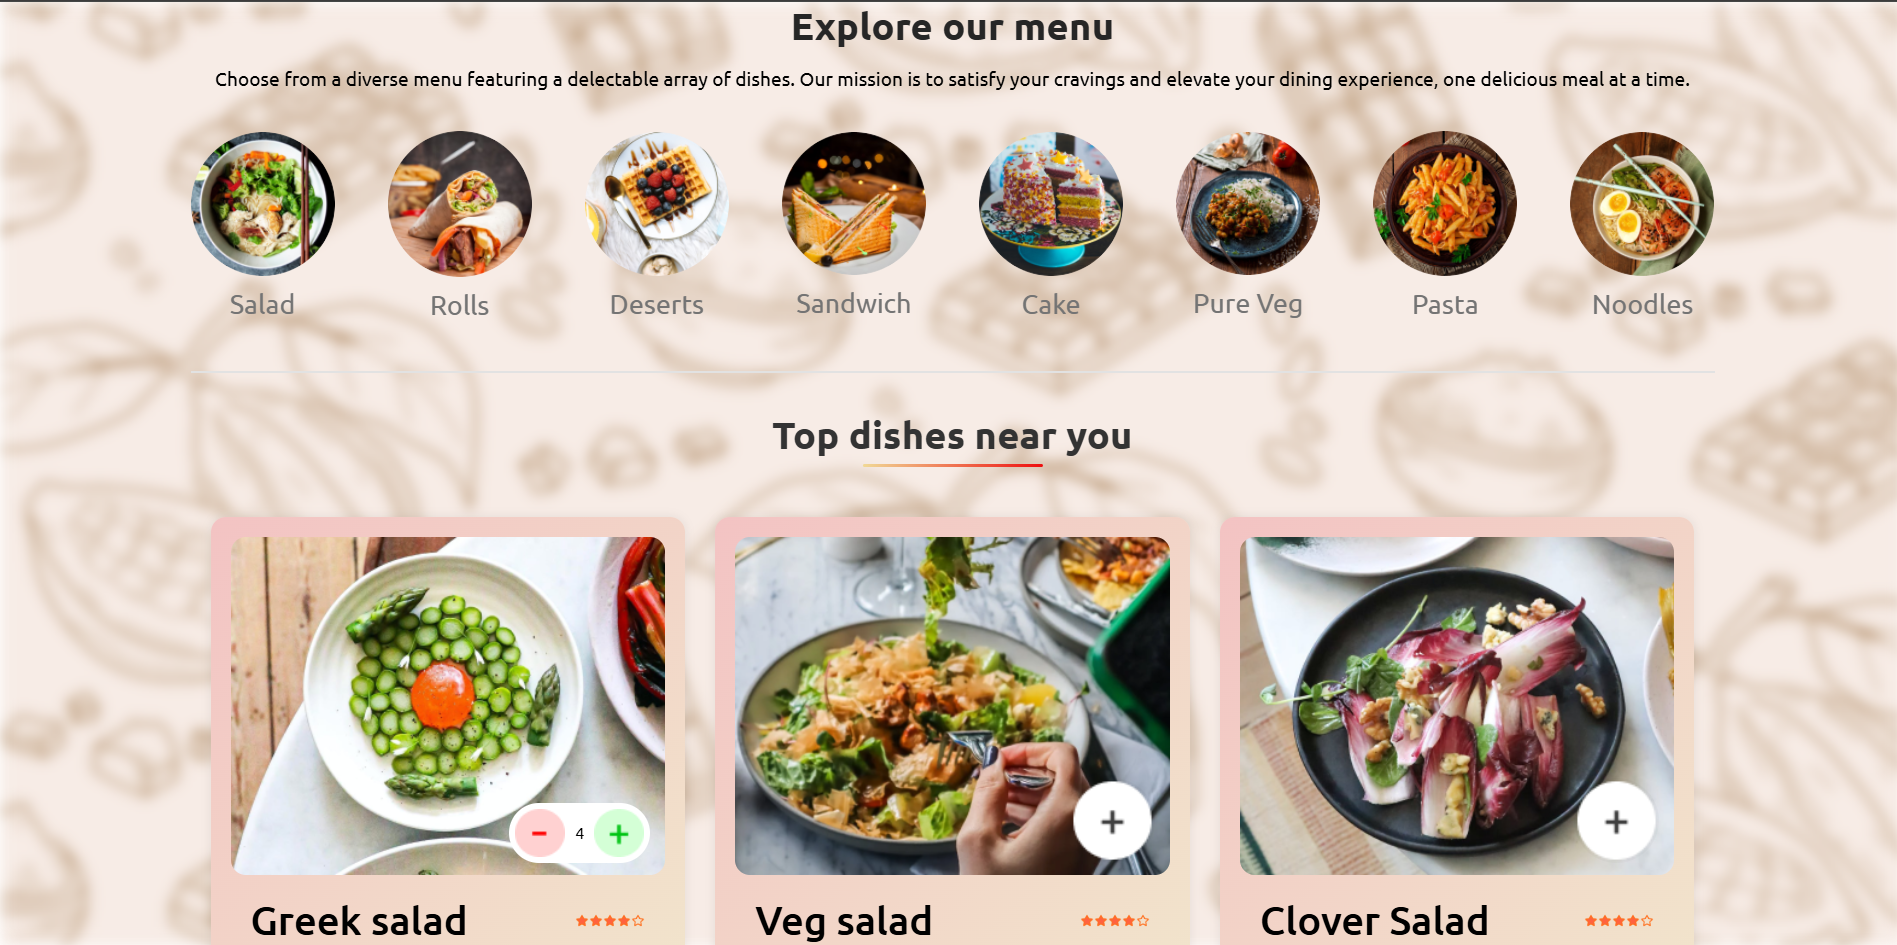 Explore our menu
Choose from a diverse menu featuring a delectable array of dishes. Our mission is to satisfy your cravings and elevate your dining experience, one delicious meal at a time.
Salad
Rolls
Deserts
Sandwich
Cake
Pure Veg
Pasta
Noodles
Top dishes near you
- 4 +
+
+
Greek salad
Veg salad
Clover Salad